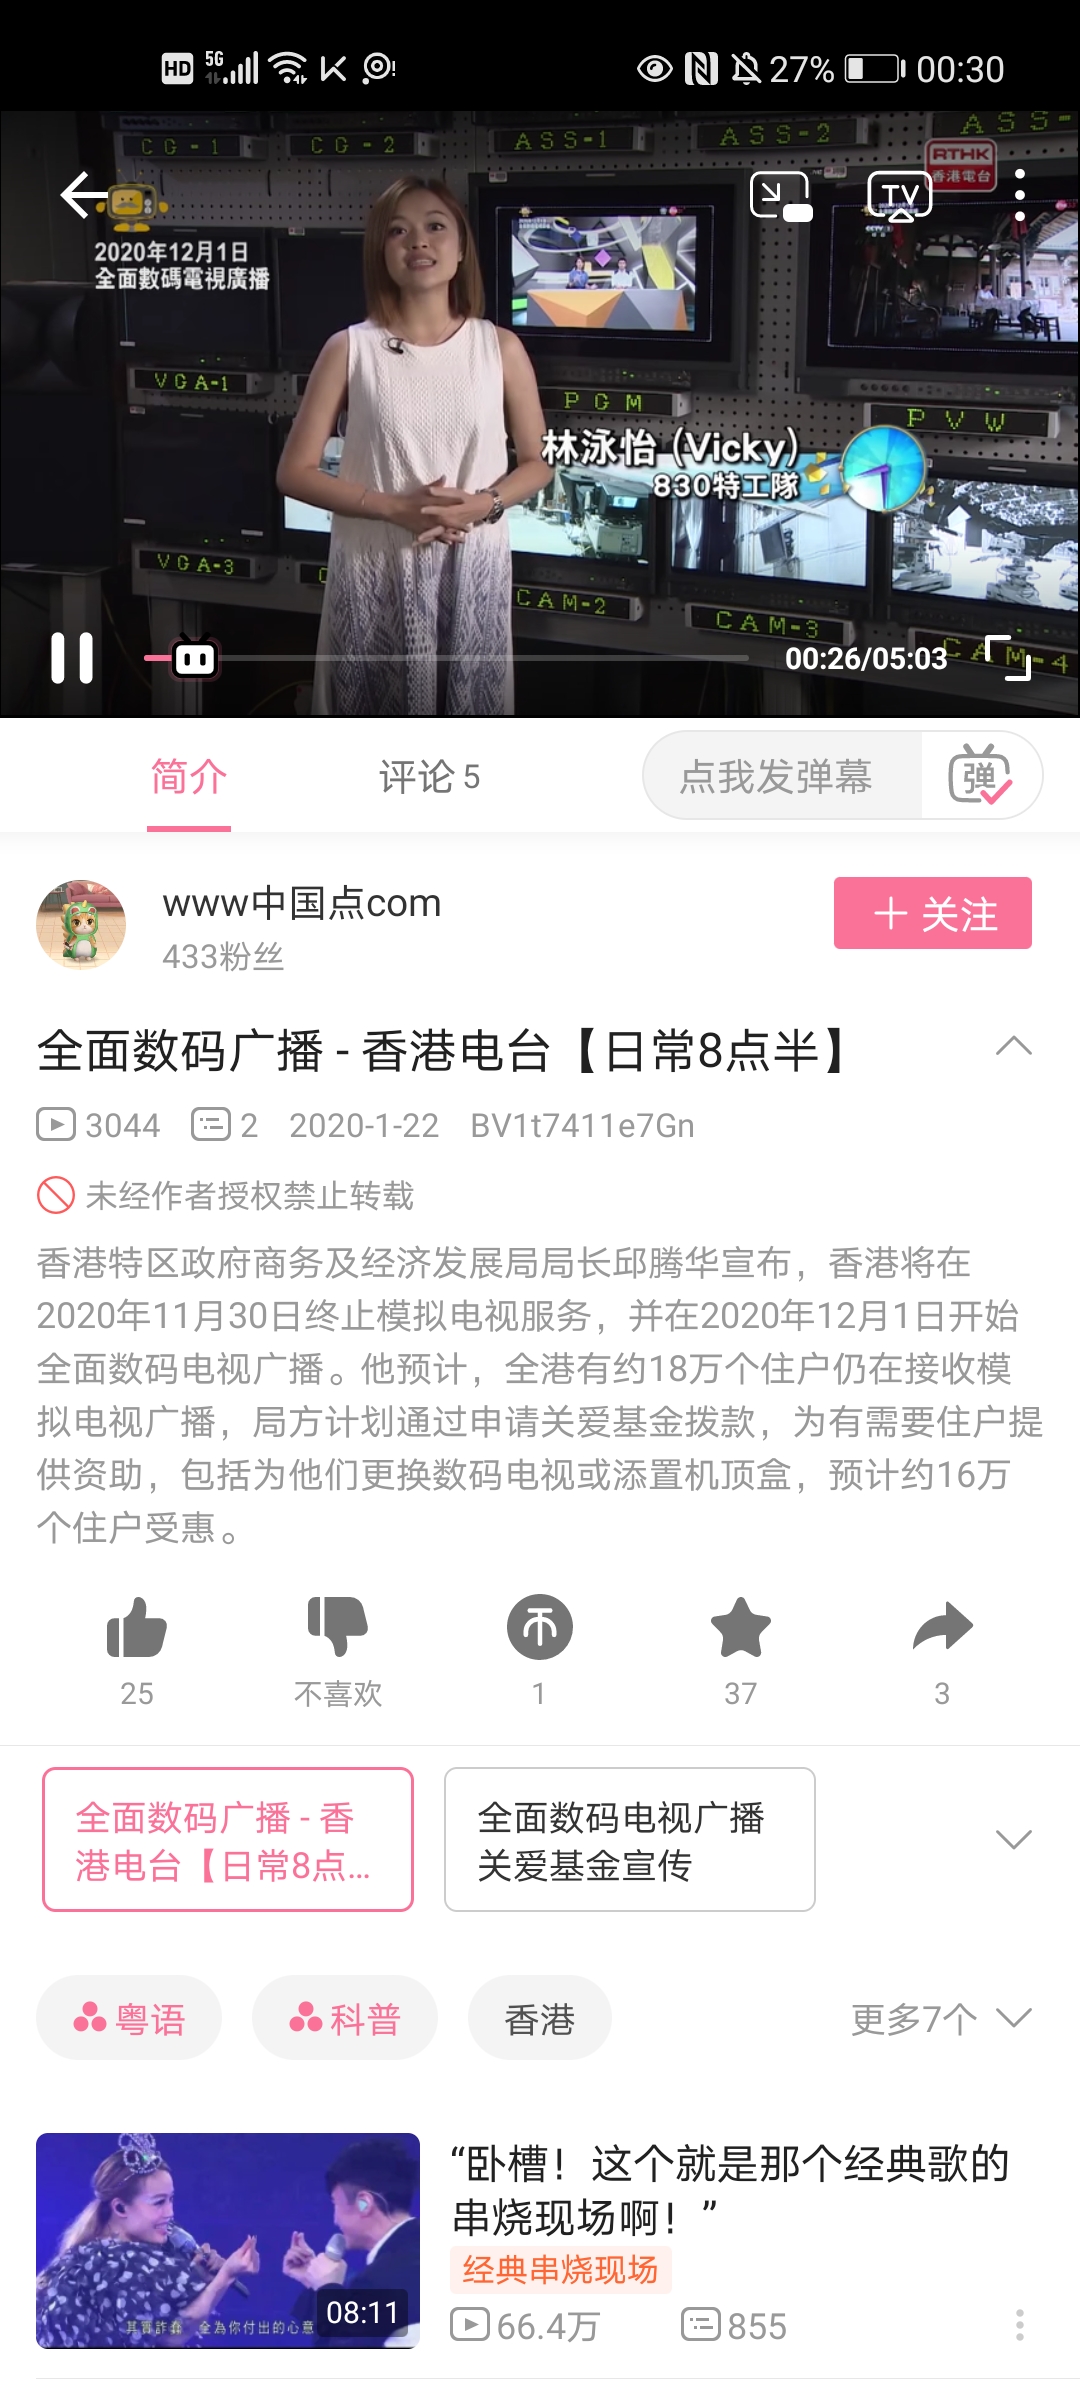 HD 5G 27% 00:30
CG-1 CG-2 ASS-1 ASS-2 ASS-
RTHK
香港電台
TV
2020年12月1日
全面數碼電視廣播
VGA-1 PGM PVW
林泳怡 (Vicky)
830特工隊
VGA-3 CAM-2 CAM-3 CAM-4
00:26/05:03
简介 评论 5 点我发弹幕 弹
www中国点com
433粉丝
关注
全面数码广播 - 香港电台【日常8点半】
3044 2 2020-1-22 BV1t7411e7Gn
未经作者授权禁止转载
香港特区政府商务及经济发展局局长邱腾华宣布，香港将在
2020年11月30日终止模拟电视服务，并在2020年12月1日开始
全面数码电视广播。他预计，全港有约18万个住户仍在接收模
拟电视广播，局方计划通过申请关爱基金拨款，为有需要住户提
供资助，包括为他们更换数码电视或添置机顶盒，预计约16万
个住户受惠。
25 不喜欢 1 37 3
全面数码广播 - 香
港电台【日常8点...
全面数码电视广播
关爱基金宣传
粤语 科普 香港 更多7个
“卧槽！这个就是那个经典歌的
串烧现场啊！”
经典串烧现场
其實許在 全為你付出的心意
08:11
66.4万 855